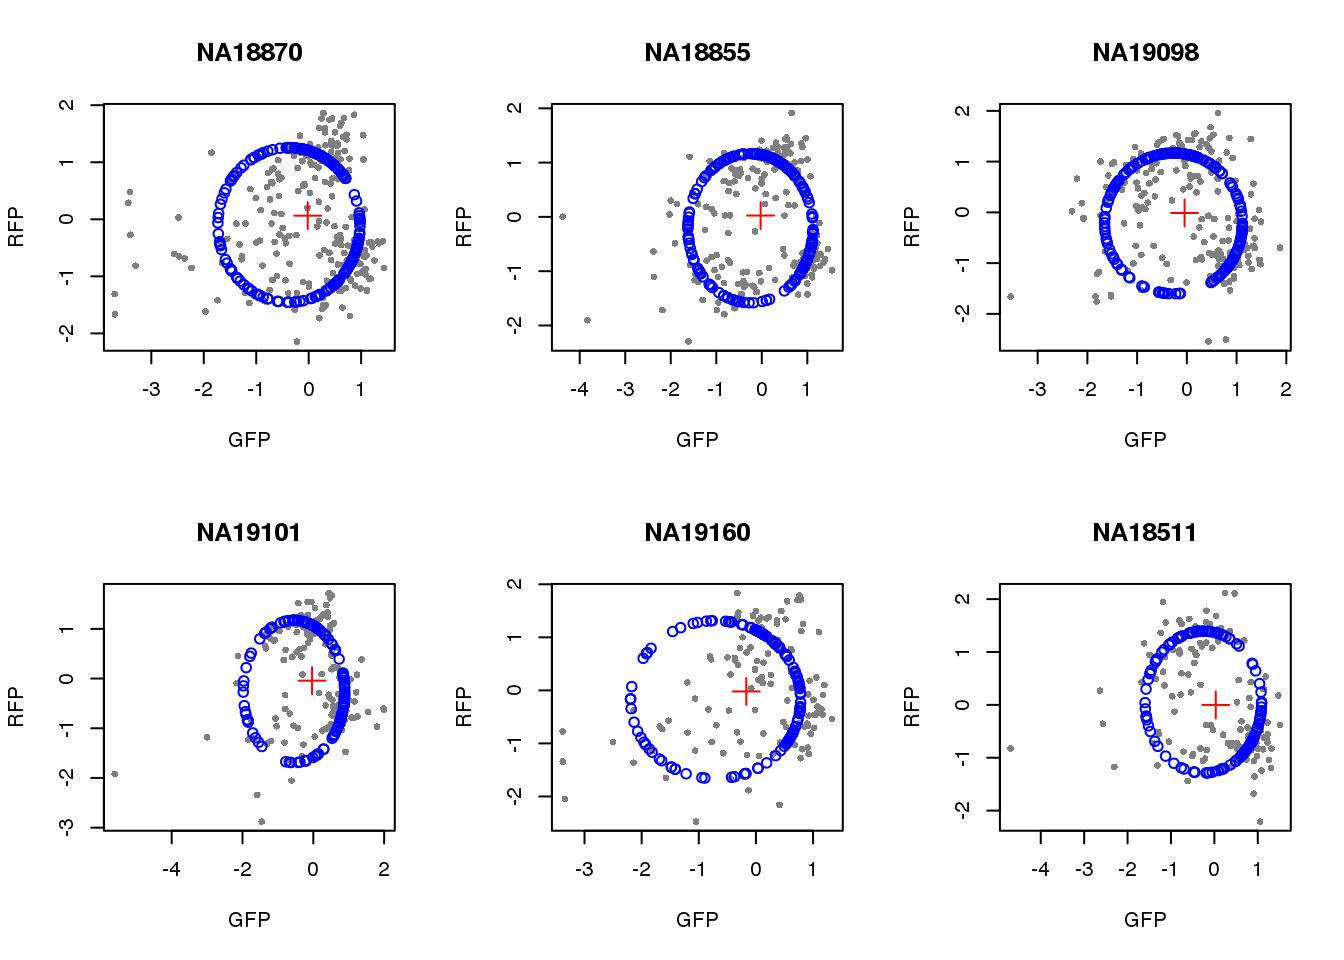 NA18870
RFP
2
1
0
-1
-2
-3 -2 -1 0 1
GFP
NA18855
RFP
2
1
0
-1
-2
-4 -3 -2 -1 0 1
GFP
NA19098
RFP
2
1
0
-1
-2
-3 -2 -1 0 1 2
GFP
NA19101
RFP
1
0
-1
-2
-3
-4 -2 0 2
GFP
NA19160
RFP
2
1
0
-1
-2
-3 -2 -1 0 1
GFP
NA18511
RFP
2
1
0
-1
-2
-4 -3 -2 -1 0 1
GFP